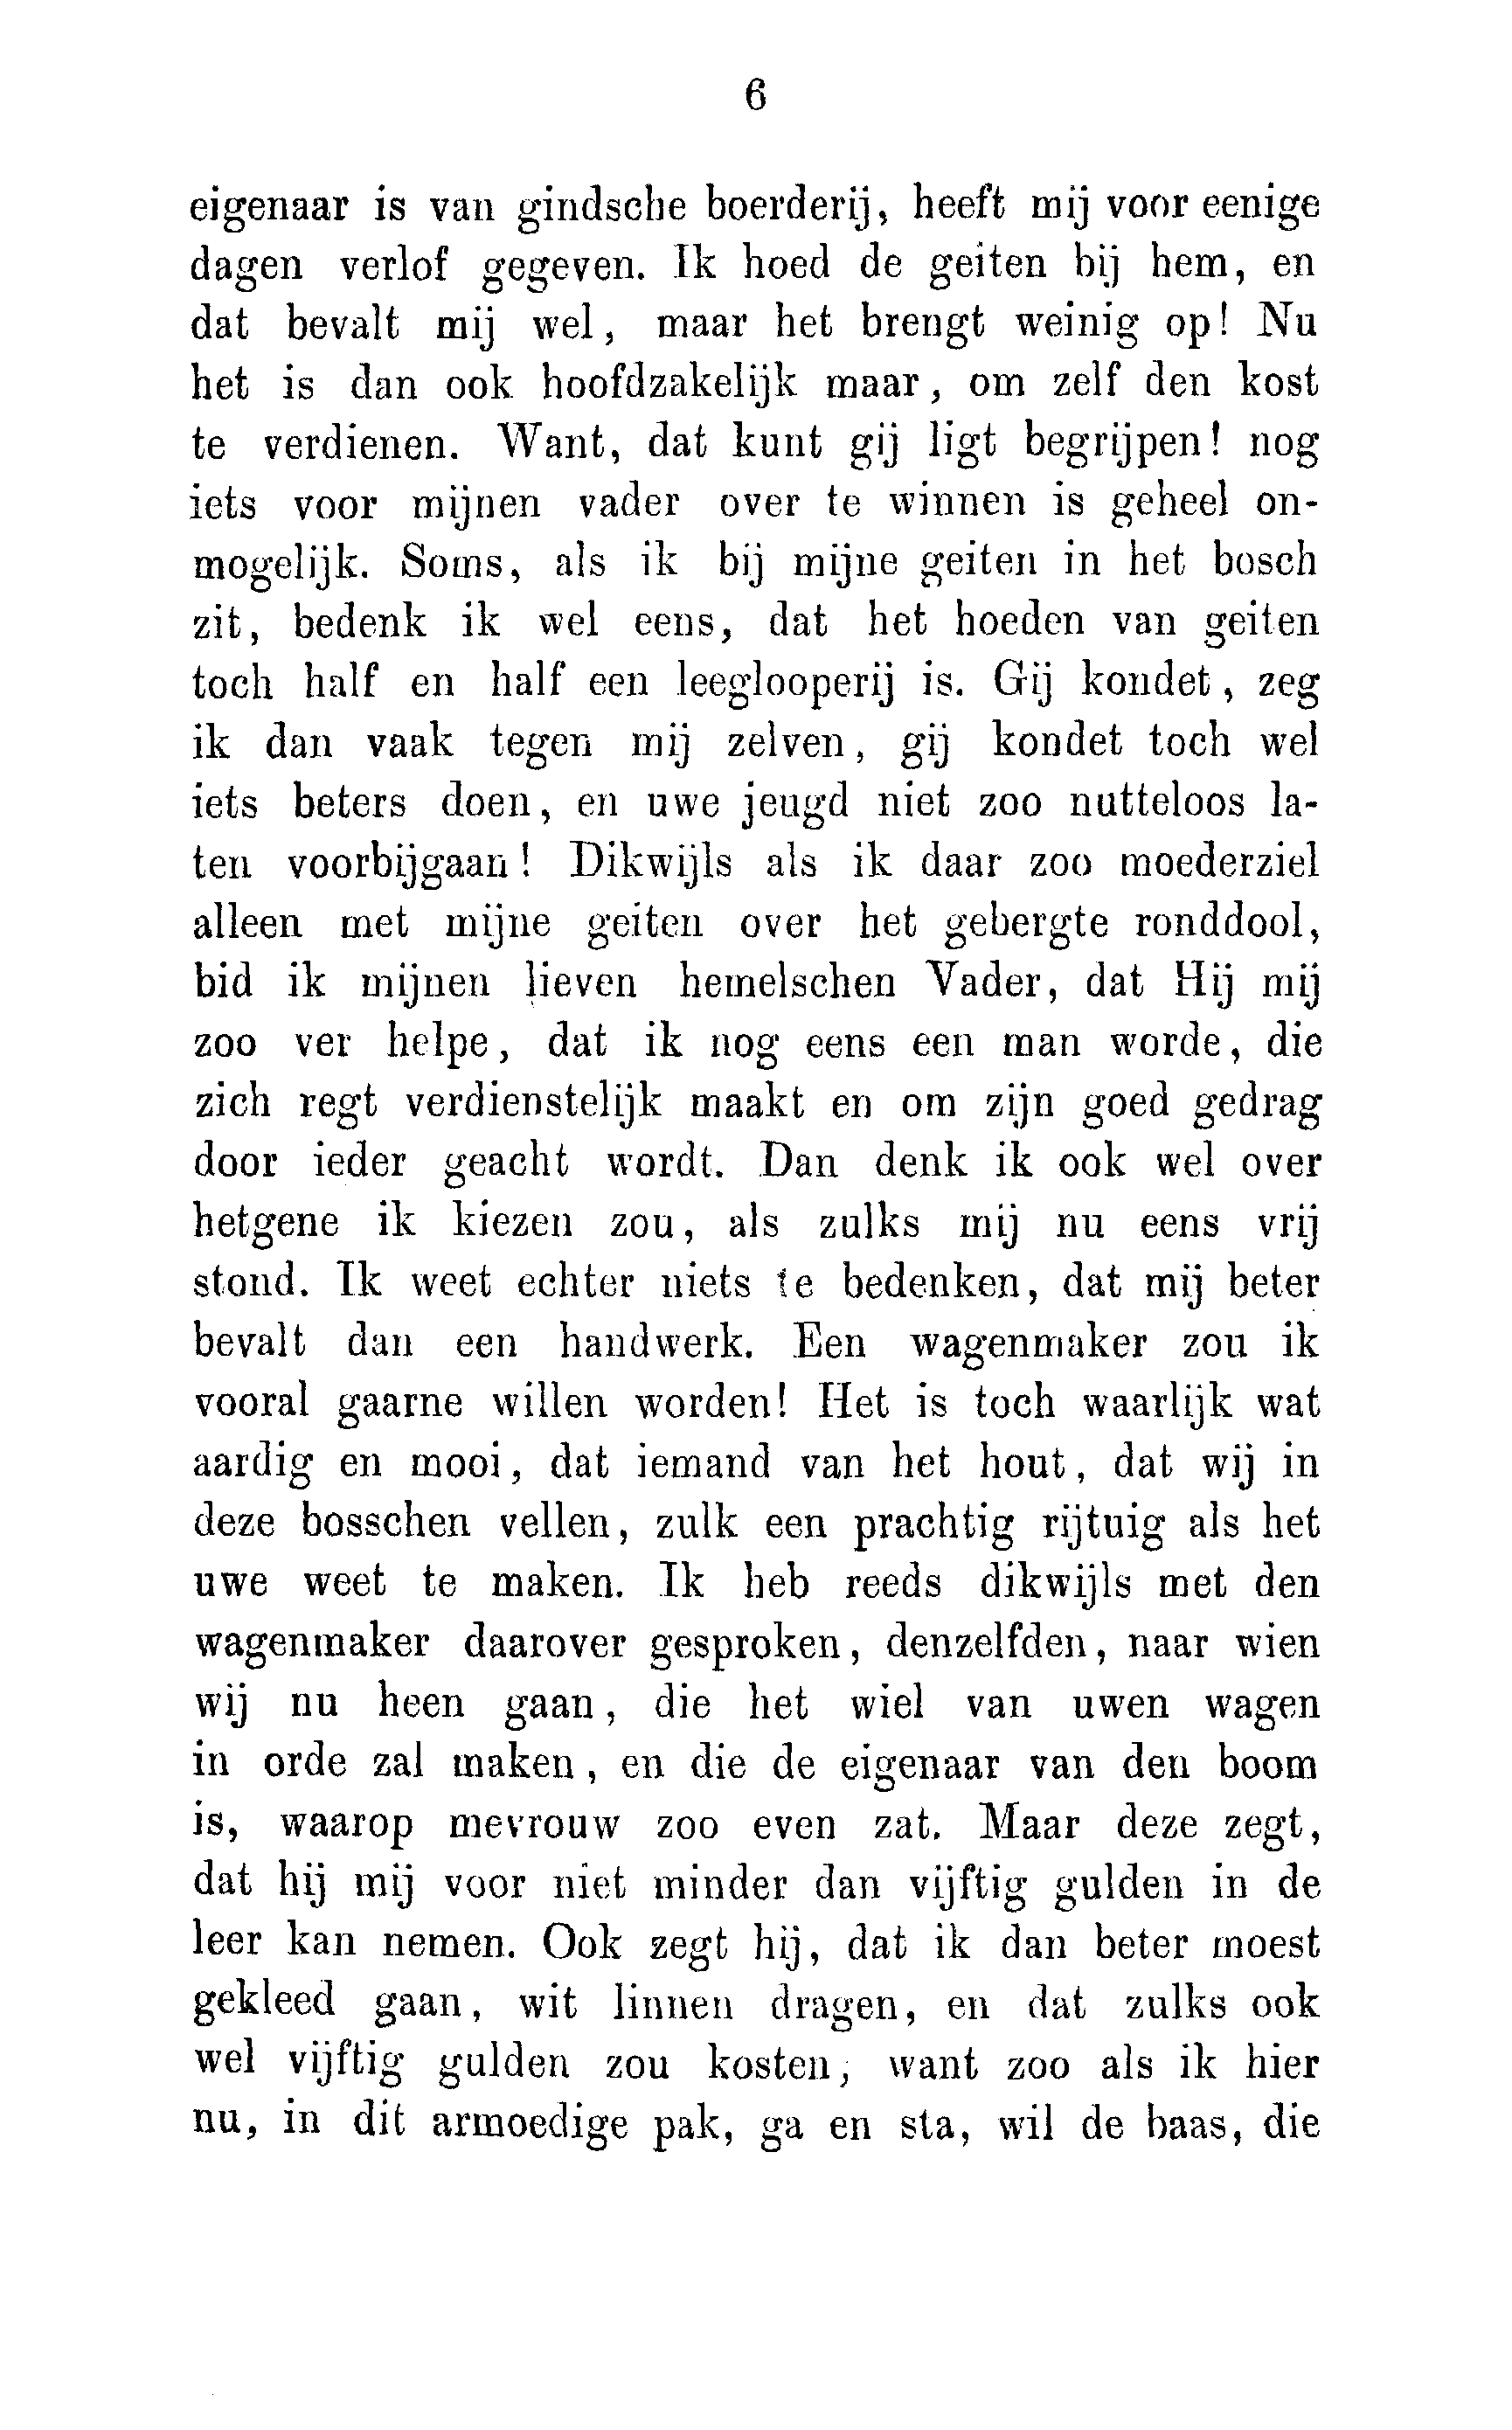 6
eigenaar is van gindsche boerderij, heeft mij voor eenige
dagen verlof gegeven. Ik hoed de geiten bij hem, en
dat bevalt mij wel, maar het brengt weinig op! Nu
het is dan ook hoofdzakelijk maar, om zelf den kost
te verdienen. Want, dat kunt gij ligt begrijpen! nog
iets voor mijnen vader over te winnen is geheel on-
mogelijk. Soms, als ik bij mijne geiten in het bosch
zit, bedenk ik wel eens, dat het hoeden van geiten
toch half en half een leeglooperij is. Gij kondet, zeg
ik dan vaak tegen mij zelven, gij kondet toch wel
iets beters doen, en uwe jeugd niet zoo nutteloos la-
ten voorbijgaan! Dikwijls als ik daar zoo moederziel
alleen met mijne geiten over het gebergte ronddool,
bid ik mijnen lieven hemelschen Vader, dat Hij mij
zoo ver helpe, dat ik nog eens een man worde, die
zich regt verdienstelijk maakt en om zijn goed gedrag
door ieder geacht wordt. Dan denk ik ook wel over
hetgene ik kiezen zou, als zulks mij nu eens vrij
stond. Ik weet echter niets te bedenken, dat mij beter
bevalt dan een handwerk. Een wagenmaker zou ik
vooral gaarne willen worden! Het is toch waarlijk wat
aardig en mooi, dat iemand van het hout, dat wij in
deze bosschen vellen, zulk een prachtig rijtuig als het
uwe weet te maken. Ik heb reeds dikwijls met den
wagenmaker daarover gesproken, denzelfden, naar wien
wij nu heen gaan, die het wiel van uwen wagen
in orde zal maken, en die de eigenaar van den boom
is, waarop mevrouw zoo even zat. Maar deze zegt,
dat hij mij voor niet minder dan vijftig gulden in de
leer kan nemen. Ook zegt hij, dat ik dan beter moest
gekleed gaan, wit linnen dragen, en dat zulks ook
wel vijftig gulden zou kosten; want zoo als ik hier
nu, in dit armoedige pak, ga en sta, wil de baas, die